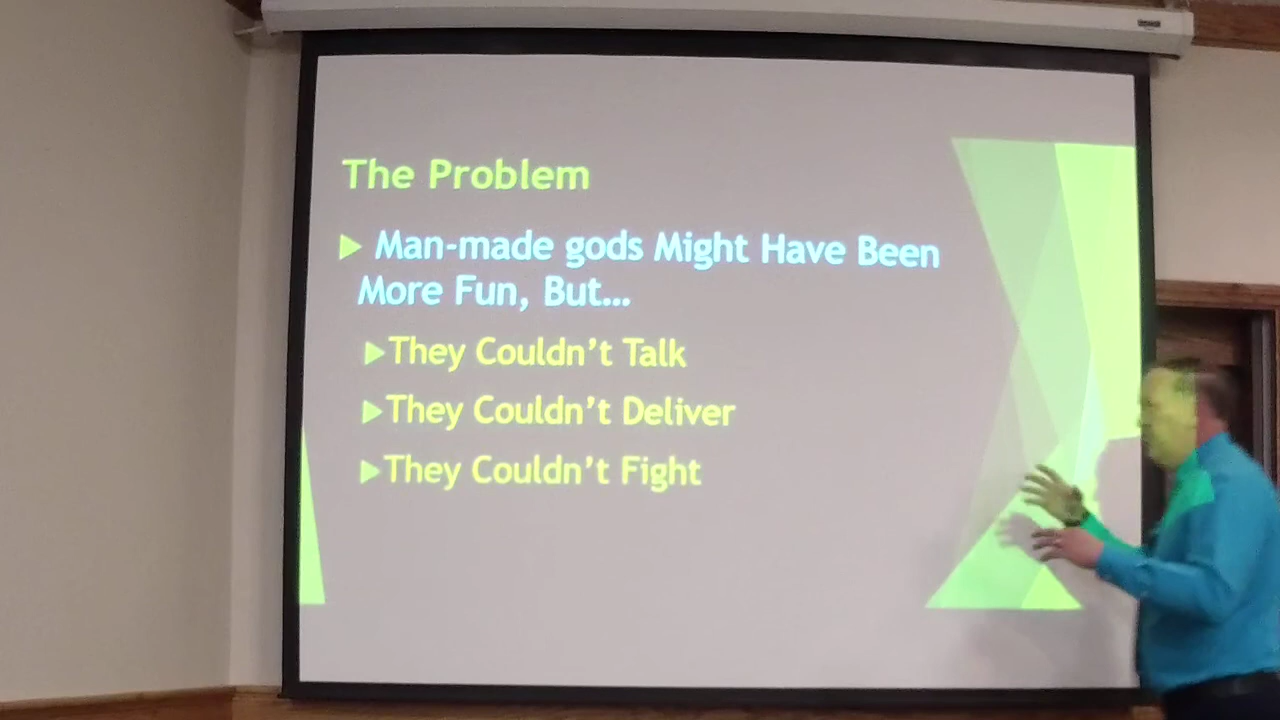 The Problem
Man-made gods Might Have Been
More Fun, But...
They Couldn't Talk
They Couldn't Deliver
They Couldn't Fight